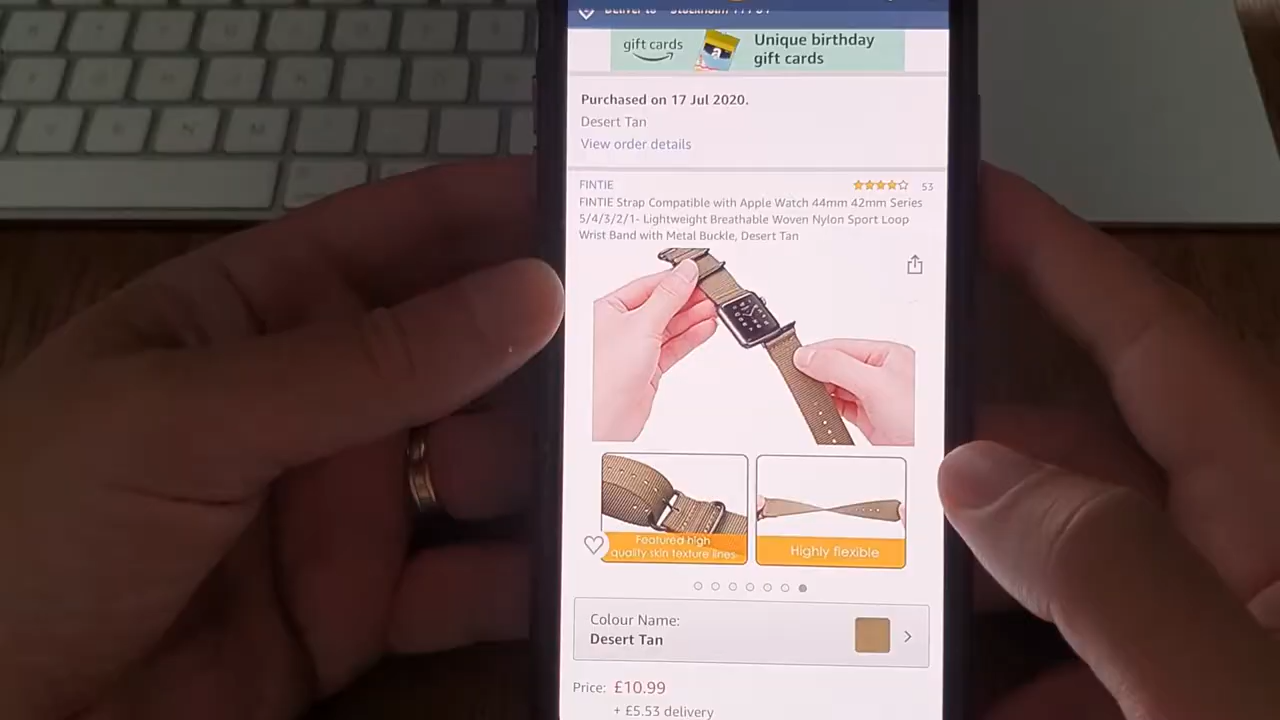 gift cards
Unique birthday
gift cards
Purchased on 17 Jul 2020.
Desert Tan
View order details
FINTIE
53
FINTIE Strap Compatible with Apple Watch 44mm 42mm Series
5/4/3/2/1- Lightweight Breathable Woven Nylon Sport Loop
Wrist Band with Metal Buckle, Desert Tan
Featured high
quality skin texture lines
Highly flexible
Colour Name:
Desert Tan
Price: £10.99
+ £5.53 delivery